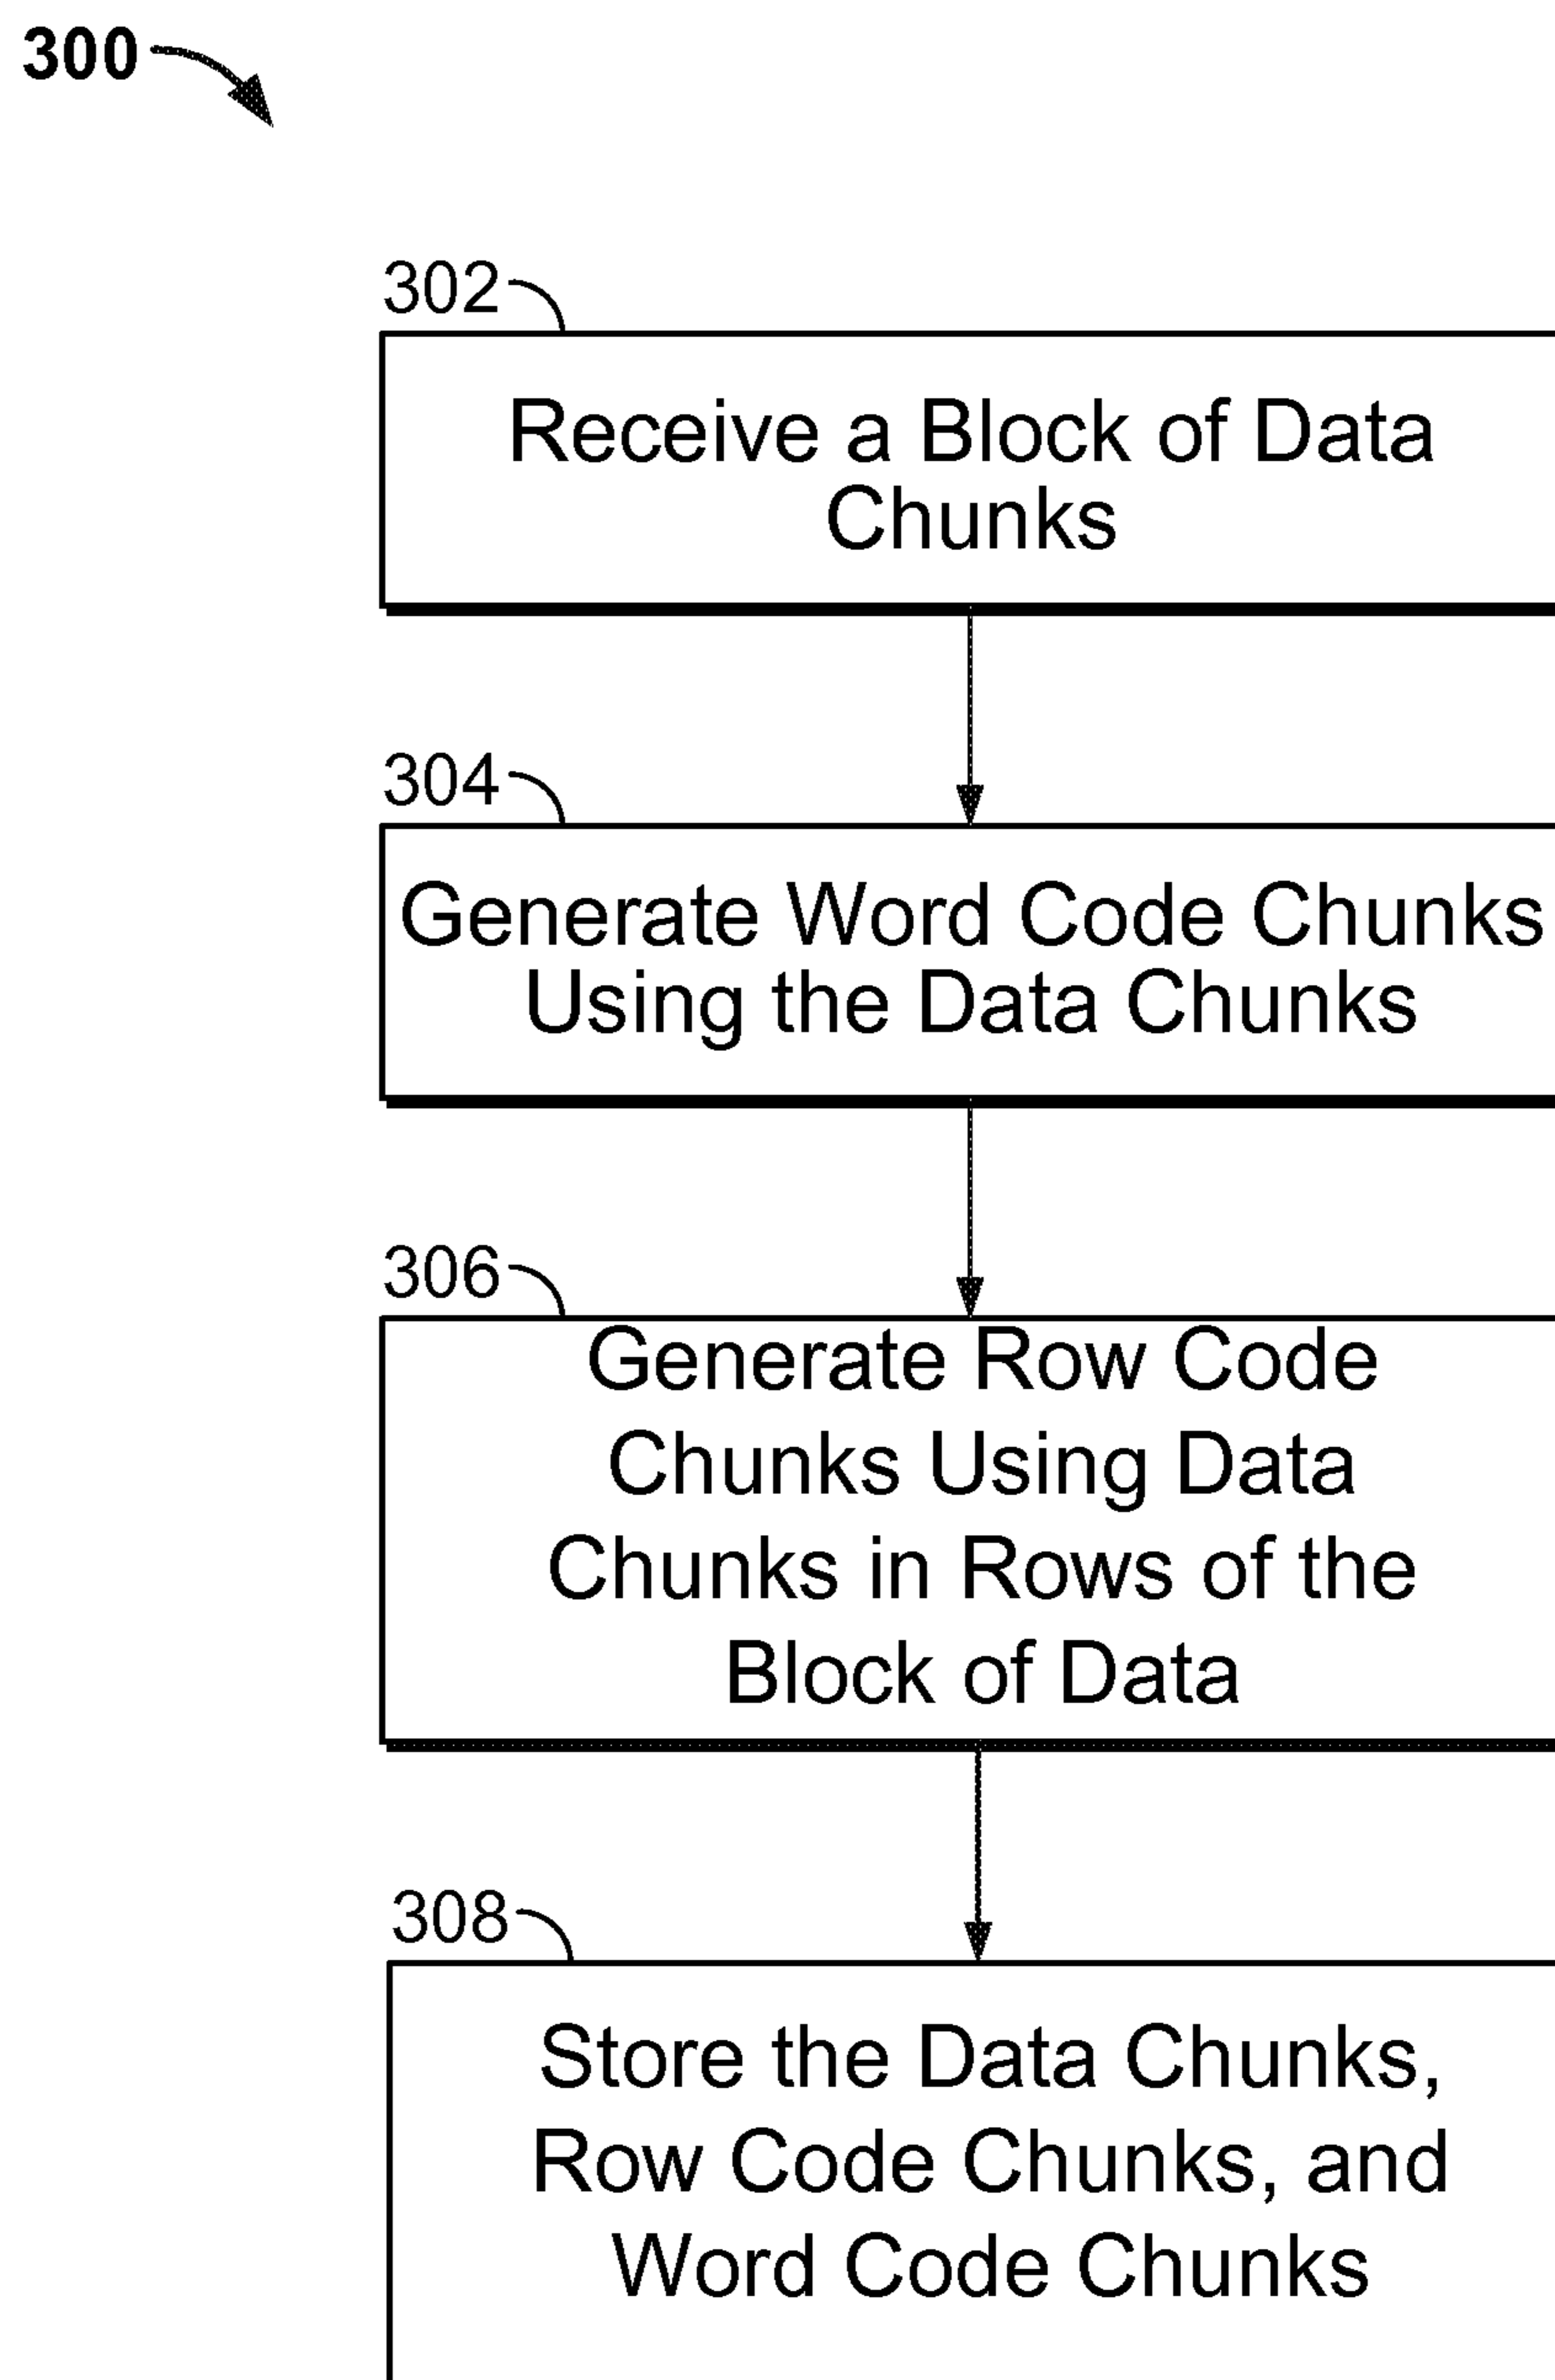 300
302
Receive a Block of Data
Chunks
304
Generate Word Code Chunks
Using the Data Chunks
306
Generate Row Code
Chunks Using Data
Chunks in Rows of the
Block of Data
308
Store the Data Chunks,
Row Code Chunks, and
Word Code Chunks